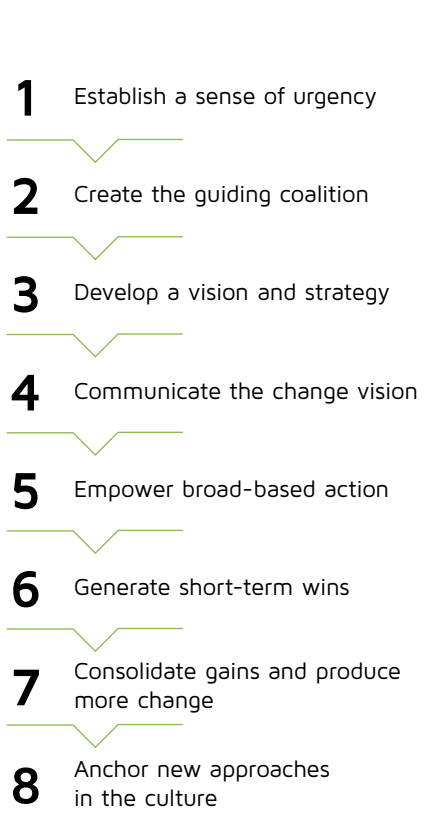 1 Establish a sense of urgency
2 Create the guiding coalition
3 Develop a vision and strategy
4 Communicate the change vision
5 Empower broad-based action
6 Generate short-term wins
7 Consolidate gains and produce
more change
8 Anchor new approaches
in the culture